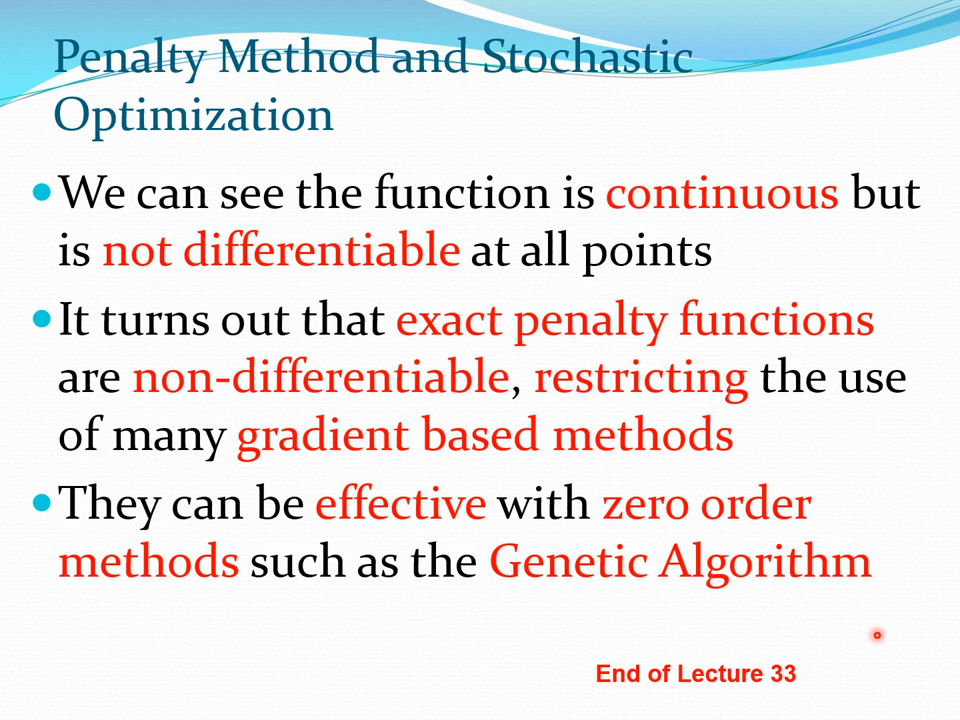 Penalty Method and Stochastic
Optimization
We can see the function is continuous but
is not differentiable at all points
It turns out that exact penalty functions
are non-differentiable, restricting the use
of many gradient based methods
They can be effective with zero order
methods such as the Genetic Algorithm
End of Lecture 33